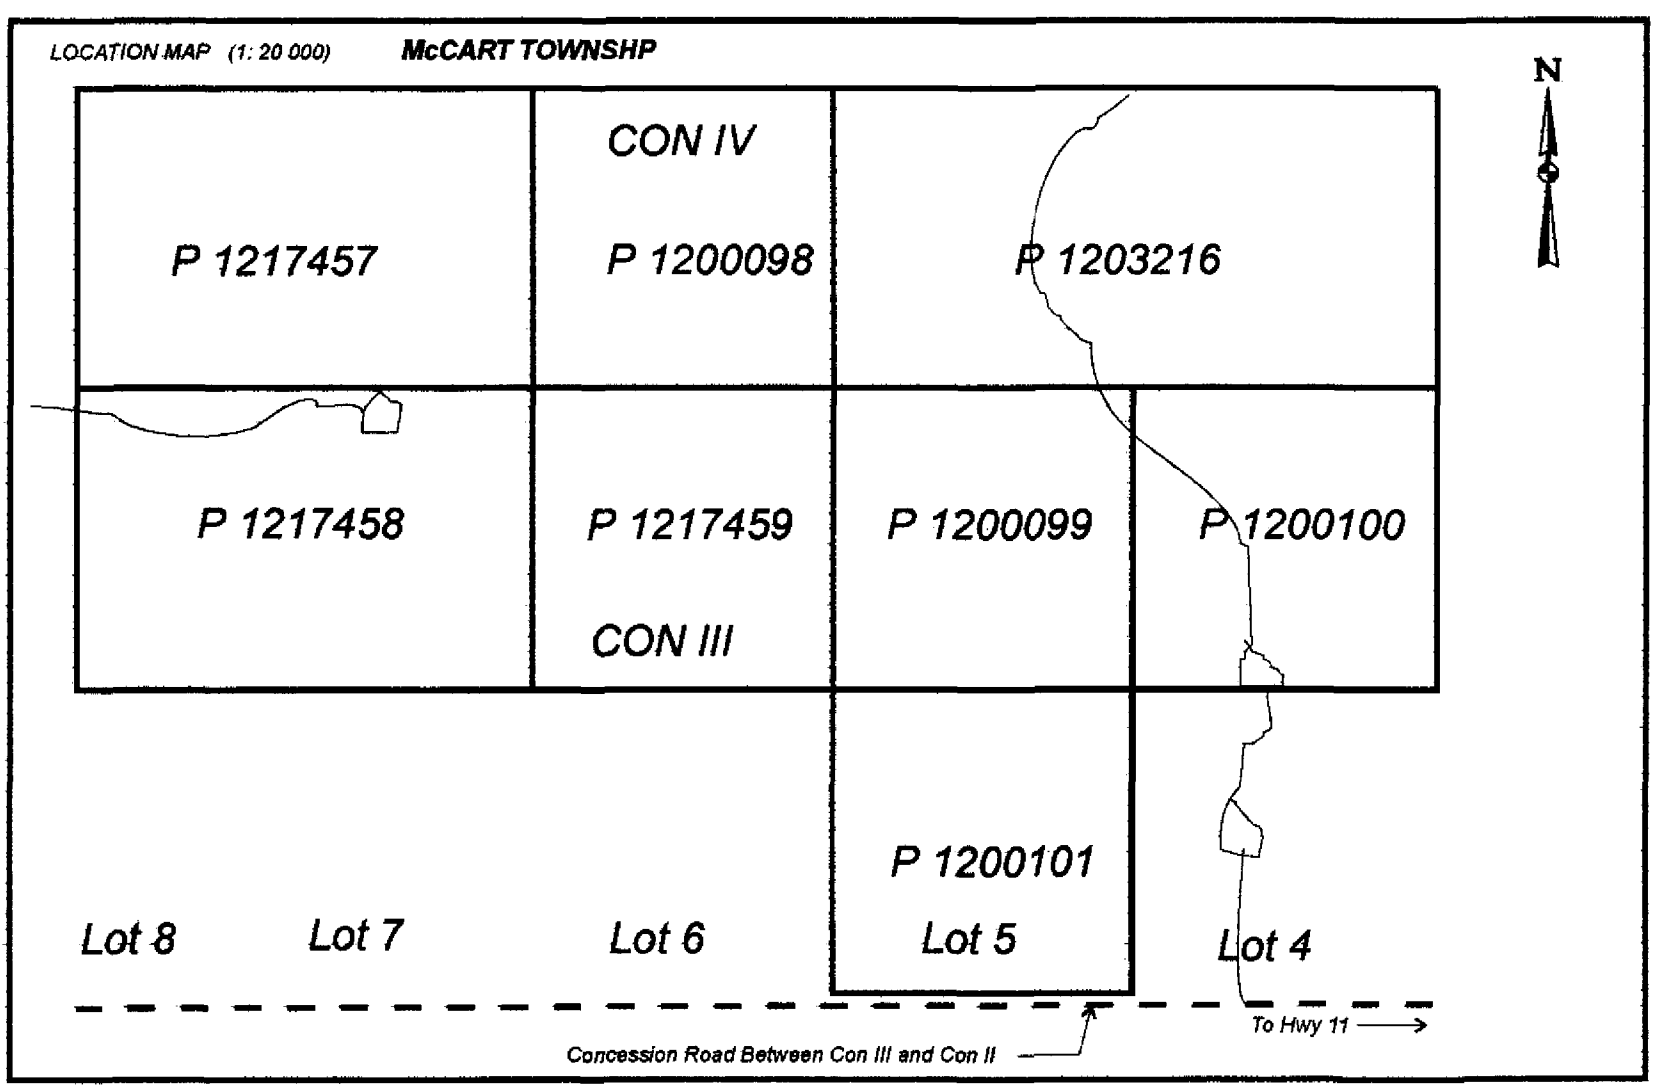 LOCATION MAP (1: 20 000) McCART TOWNSHP
N
CON IV
P 1217457 P 1200098 P 1203216
P 1217458 P 1217459 P 1200099 P 1200100
CON III
P 1200101
Lot 8 Lot 7 Lot 6 Lot 5 Lot 4
To Hwy 11
Concession Road Between Con III and Con II